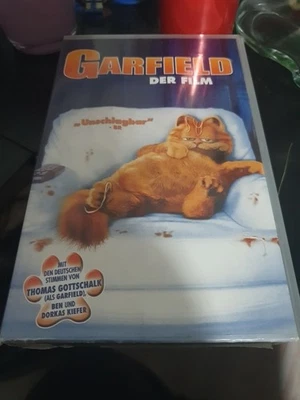 GARFIELD
DER FILM
„Unschlagbar"
MIT
DEN DEUTSCHEN
STIMMEN VON
THOMAS GOTTSCHALK
(ALS GARFIELD),
BEN UND
DORKAS KIEFER